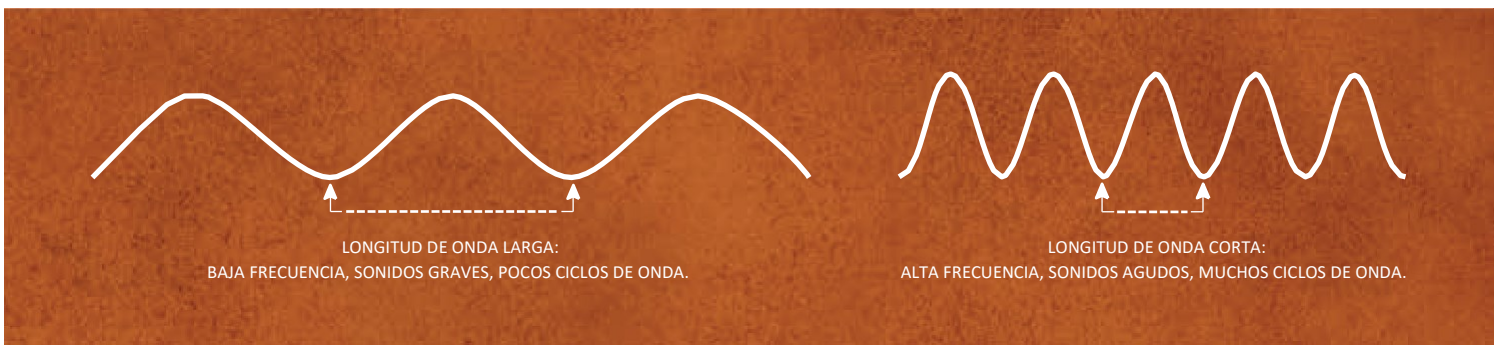 LONGITUD DE ONDA LARGA:
BAJA FRECUENCIA, SONIDOS GRAVES, POCOS CICLOS DE ONDA.
LONGITUD DE ONDA CORTA:
ALTA FRECUENCIA, SONIDOS AGUDOS, MUCHOS CICLOS DE ONDA.